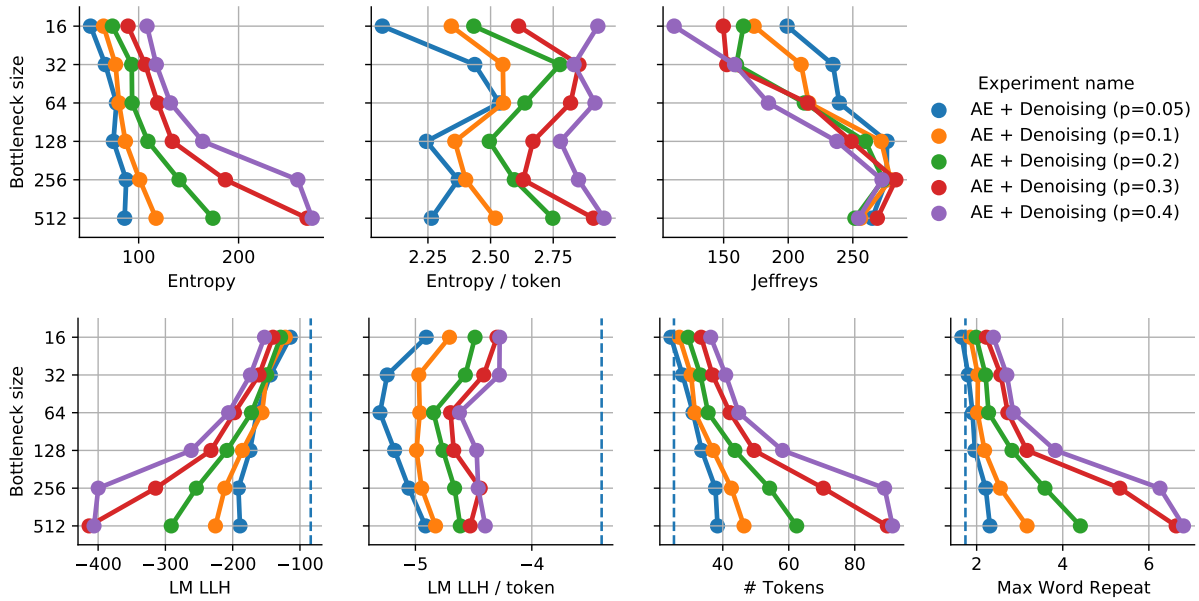 Bottleneck size
16
32
64
128
256
512
100 200
Entropy
2.25 2.50 2.75
Entropy / token
150 200 250
Jeffreys
Experiment name
AE + Denoising (p=0.05)
AE + Denoising (p=0.1)
AE + Denoising (p=0.2)
AE + Denoising (p=0.3)
AE + Denoising (p=0.4)
Bottleneck size
16
32
64
128
256
512
−400 −300 −200 −100
LM LLH
−5 −4
LM LLH / token
40 60 80
# Tokens
2 4 6
Max Word Repeat